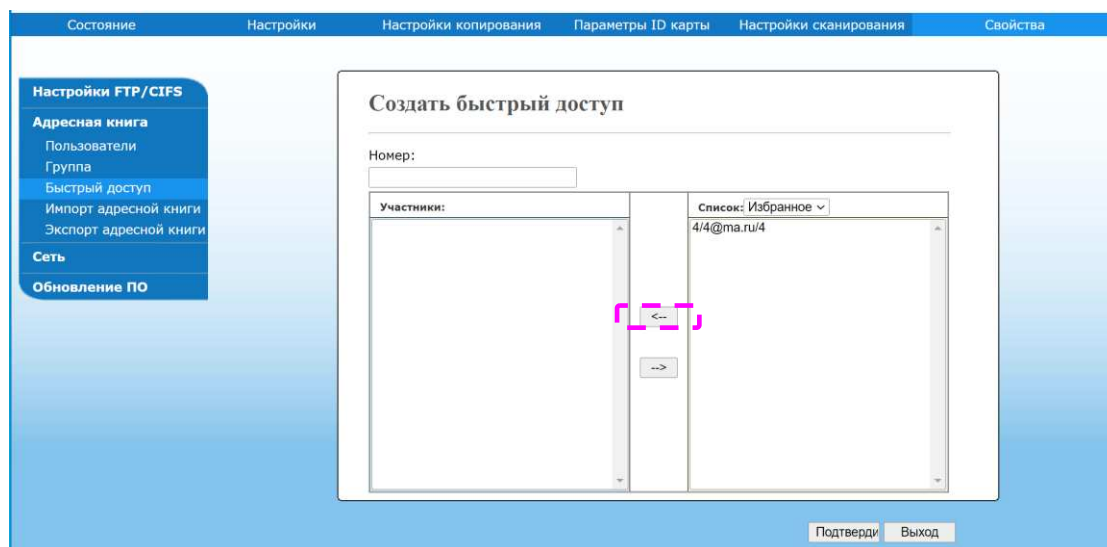 Состояние Настройки Настройки копирования Параметры ID карты Настройки сканирования Свойства
Настройки FTP/CIFS
Адресная книга
Пользователи
Группа
Быстрый доступ
Импорт адресной книги
Экспорт адресной книги
Сеть
Обновление ПО
Создать быстрый доступ
Номер:
Участники:
Список: Избранное
4/4@ma.ru/4
<--
-->
Подтверди Выход